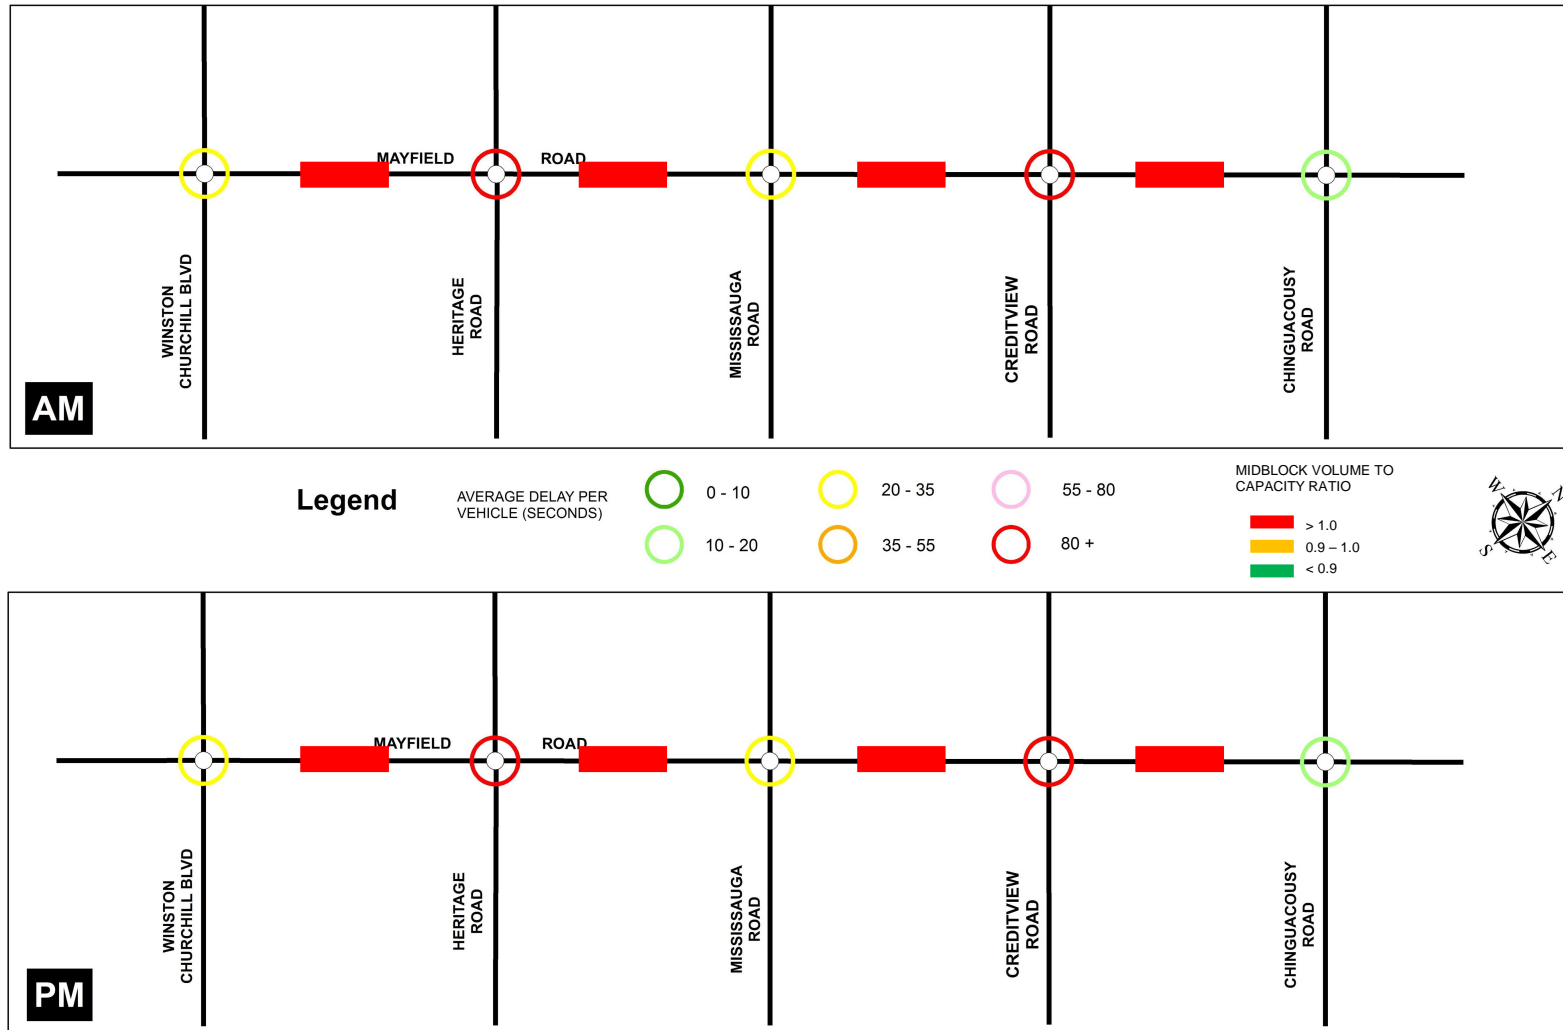 MAYFIELD ROAD
WINSTON
CHURCHILL BLVD
HERITAGE
ROAD
MISSISSAUGA
ROAD
CREDITVIEW
ROAD
CHINGUACOUSY
ROAD
AM
Legend
AVERAGE DELAY PER
VEHICLE (SECONDS)
0 - 10
20 - 35
55 - 80
10 - 20
35 - 55
80 +
MIDBLOCK VOLUME TO
CAPACITY RATIO
> 1.0
0.9 – 1.0
< 0.9
W
N
S
E
MAYFIELD ROAD
WINSTON
CHURCHILL BLVD
HERITAGE
ROAD
MISSISSAUGA
ROAD
CREDITVIEW
ROAD
CHINGUACOUSY
ROAD
PM